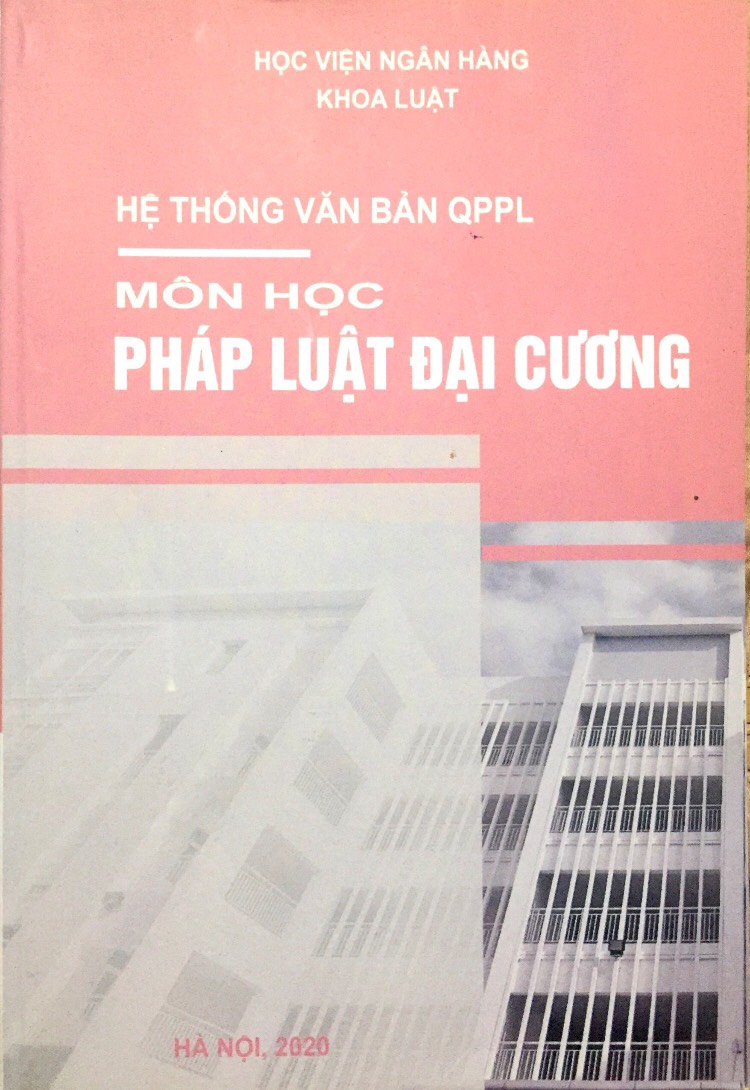 HỌC VIỆN NGÂN HÀNG
KHOA LUẬT
HỆ THỐNG VĂN BẢN QPPL
MÔN HỌC
PHÁP LUẬT ĐẠI CƯƠNG
HÀ NỘI, 2020